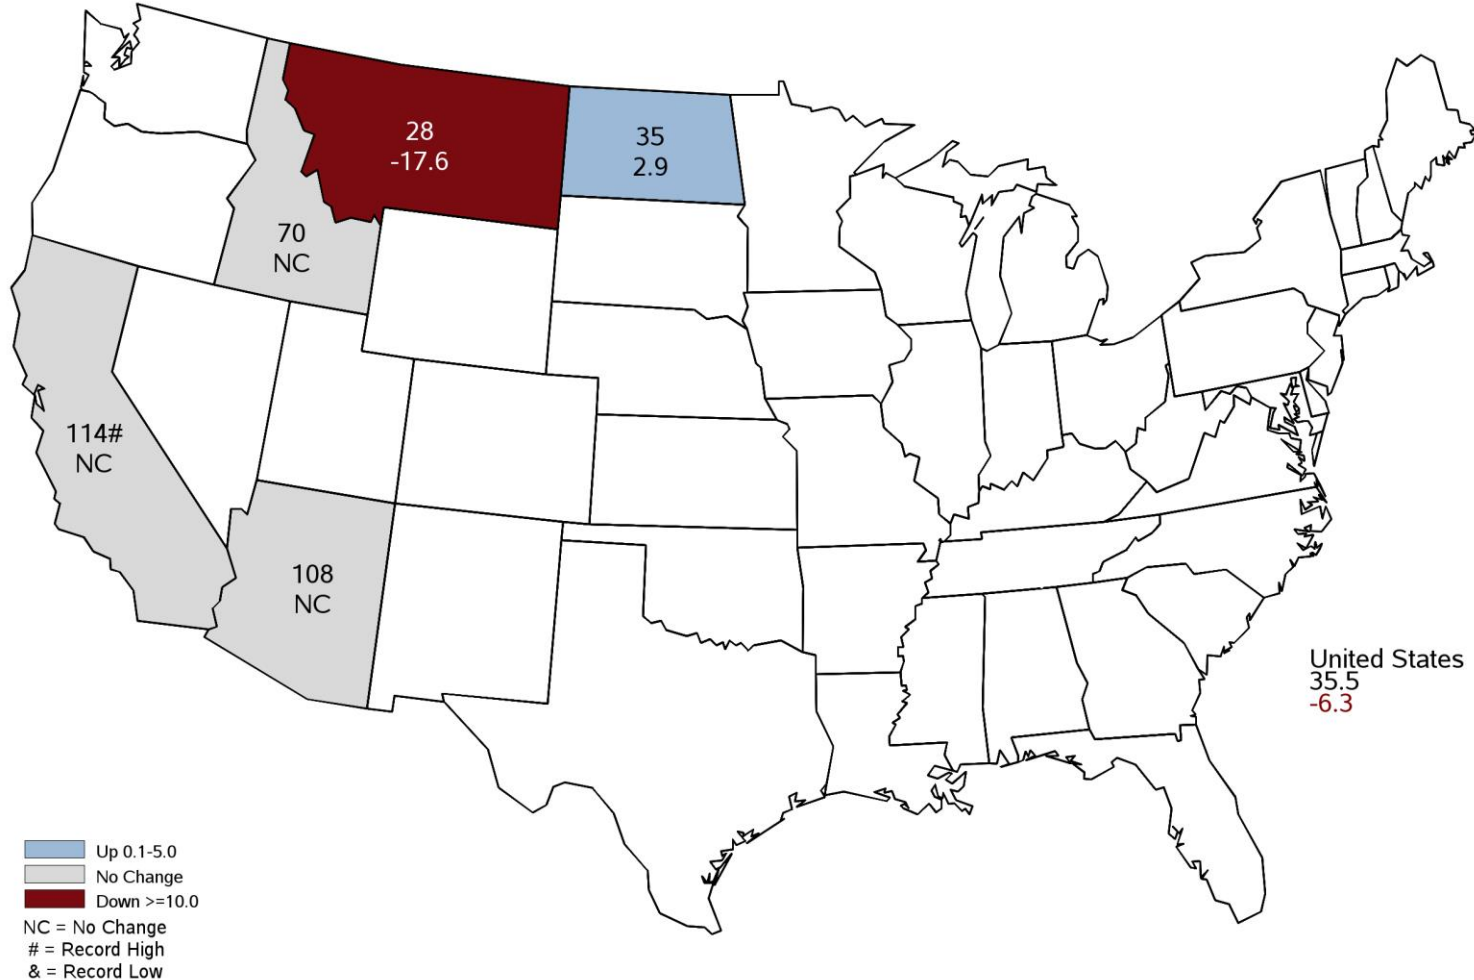 28
-17.6
35
2.9
70
NC
114#
NC
108
NC
United States
35.5
-6.3
Up 0.1-5.0
No Change
Down >=10.0
NC = No Change
# = Record High
& = Record Low